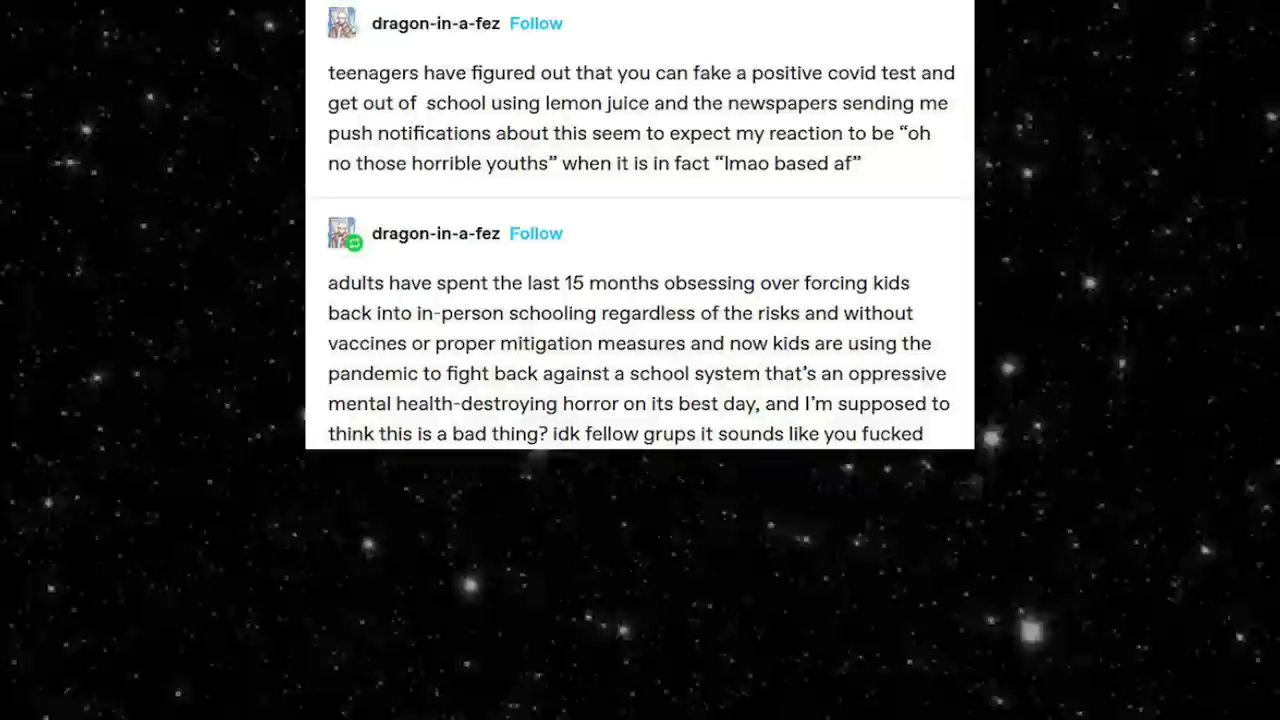 dragon-in-a-fez Follow
teenagers have figured out that you can fake a positive covid test and
get out of school using lemon juice and the newspapers sending me
push notifications about this seem to expect my reaction to be “oh
no those horrible youths” when it is in fact “lmao based af”
dragon-in-a-fez Follow
adults have spent the last 15 months obsessing over forcing kids
back into in-person schooling regardless of the risks and without
vaccines or proper mitigation measures and now kids are using the
pandemic to fight back against a school system that’s an oppressive
mental health-destroying horror on its best day, and I’m supposed to
think this is a bad thing? idk fellow grups it sounds like you fucked